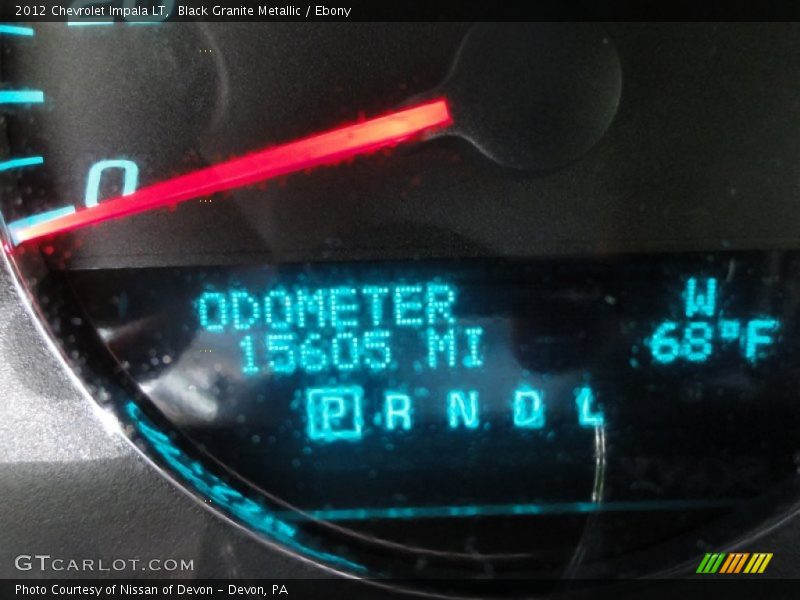 2012 Chevrolet Impala LT, Black Granite Metallic / Ebony
0
ODOMETER W
15605 MI 68°F
P R N D L
GTCARLOT.COM
Photo Courtesy of Nissan of Devon - Devon, PA